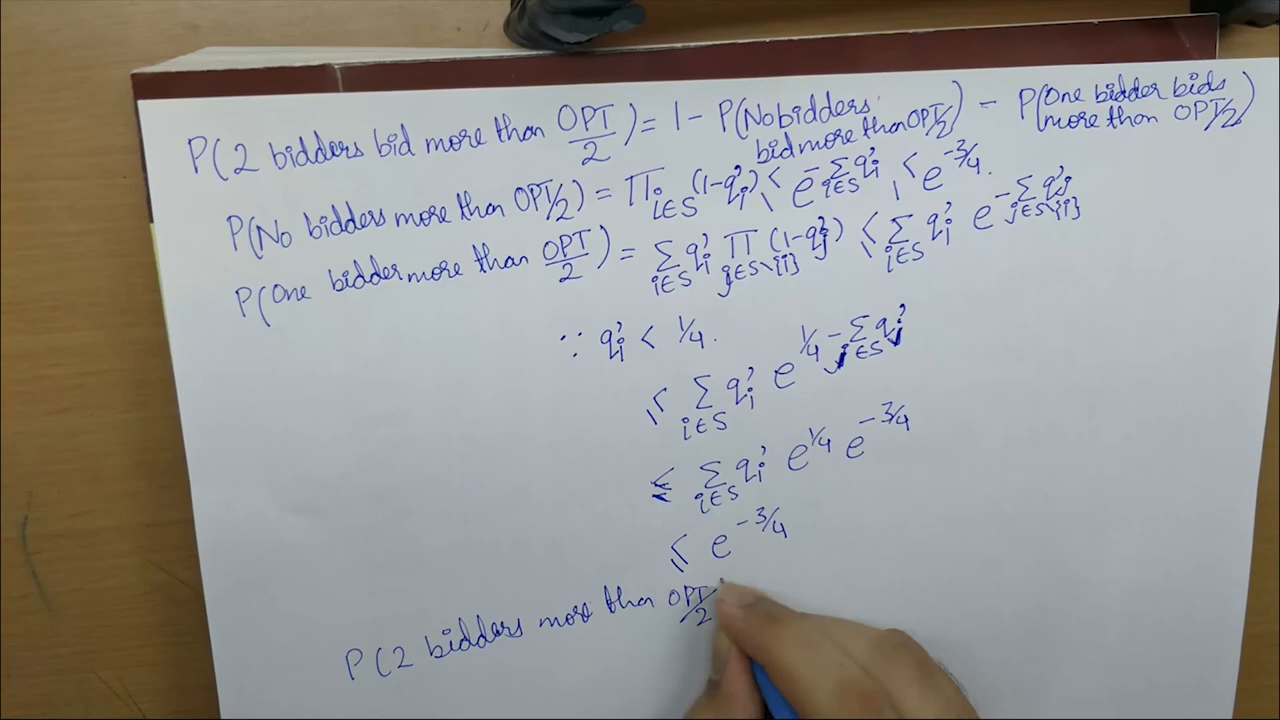 P(2 bidders bid more than OPT/2) = 1 - P(No bidders bid more than OPT/2) - P(One bidder bids more than OPT/2)
P(No bidders more than OPT/2) = Π_{i∈S} (1-q_i') ≤ e^{-Σ_{i∈S} q_i'} ≤ e^{-3/4}.
P(One bidder more than OPT/2) = Σ_{i∈S} q_i' Π_{j∈S\{i}} (1-q_j') ≤ Σ_{i∈S} q_i' e^{-Σ_{j∈S\{i}} q_j'}
∵ q_i' < 1/4.
≤ Σ_{i∈S} q_i' e^{1/4 - Σ_{j∈S} q_j'}
≤ Σ_{i∈S} q_i' e^{1/4} e^{-3/4}
≤ e^{-3/4}
P(2 bidders more than OPT/2